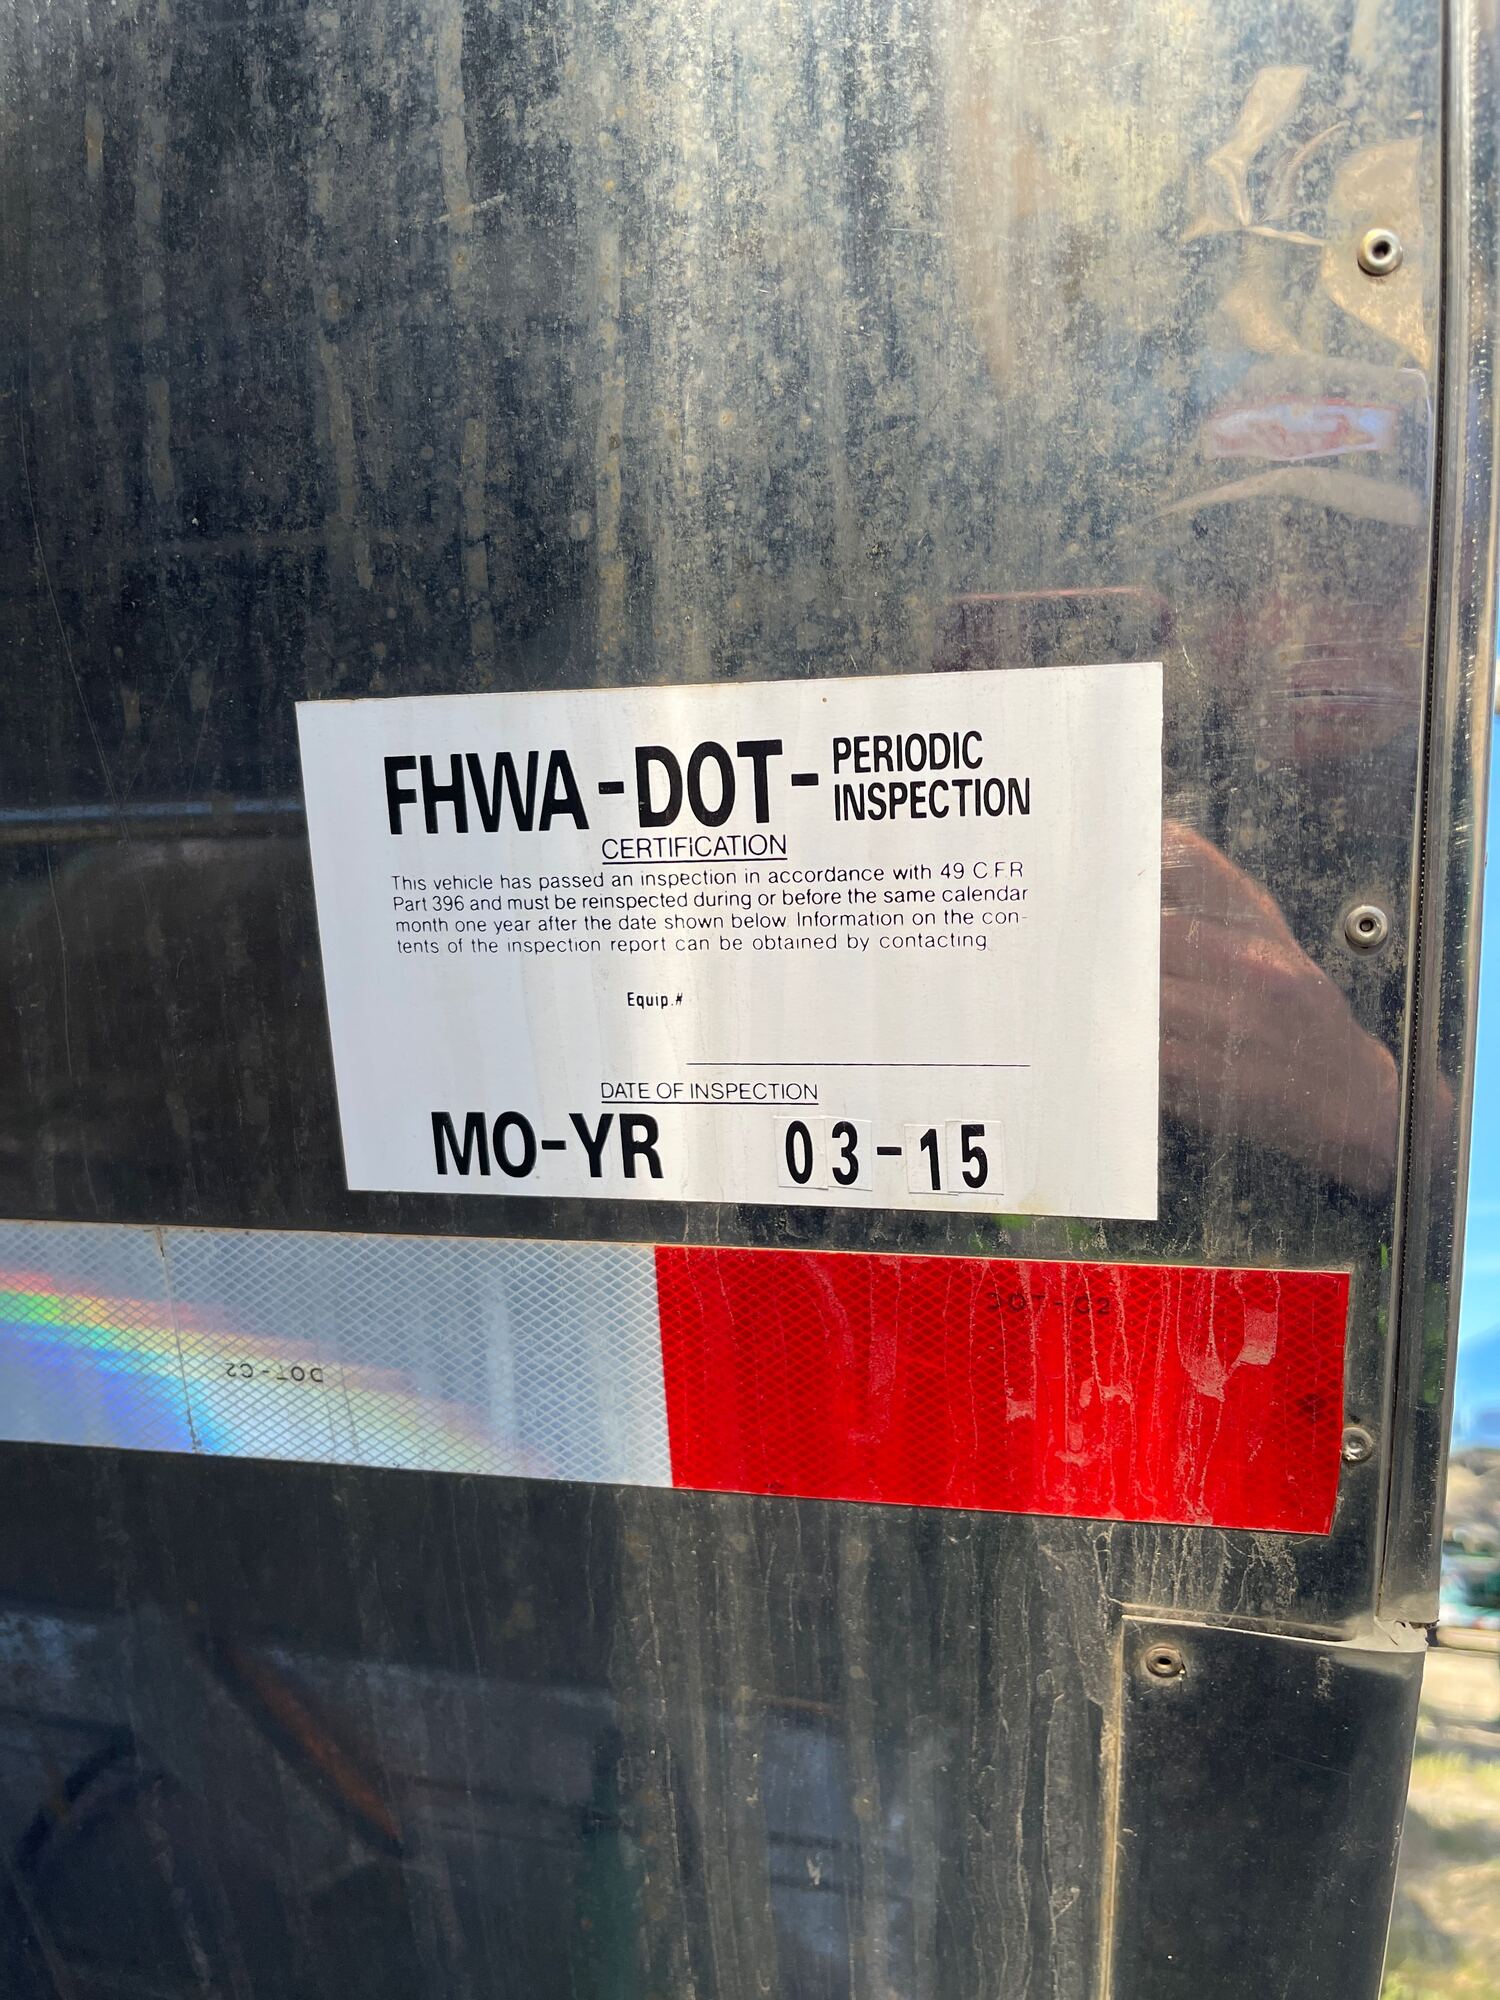 FHWA-DOT-PERIODIC
INSPECTION
CERTIFICATION
This vehicle has passed an inspection in accordance with 49 C.F.R
Part 396 and must be reinspected during or before the same calendar
month one year after the date shown below. Information on the con-
tents of the inspection report can be obtained by contacting
Equip.#
DATE OF INSPECTION
MO-YR 03-15
DOT-C2
DOT-C2